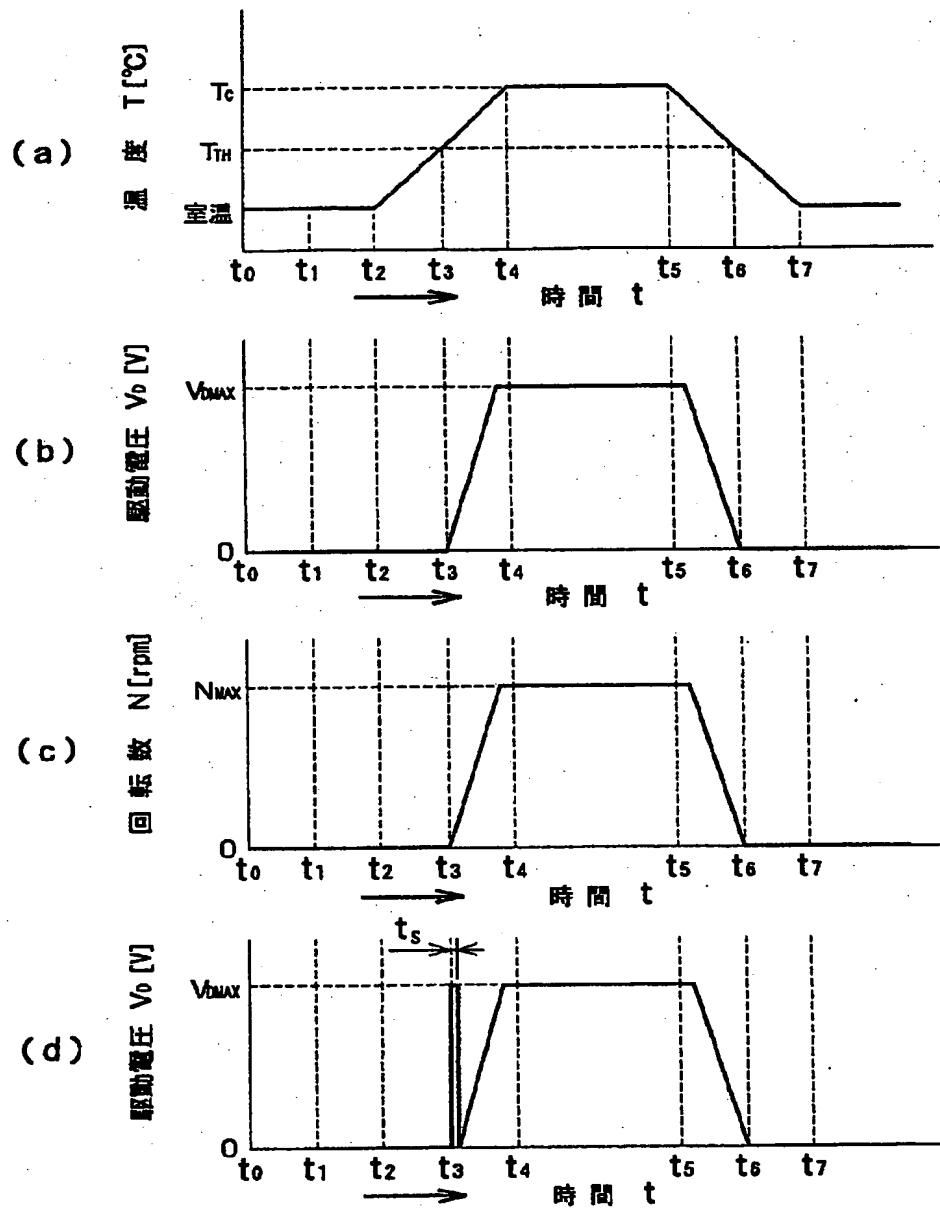 (a)
温度 T[℃]
Tc
TTH
室温
t0 t1 t2 t3 t4 t5 t6 t7
時間 t
(b)
駆動電圧 VD [V]
VDMAX
0
t0 t1 t2 t3 t4 t5 t6 t7
時間 t
(c)
回転数 N[rpm]
NMAX
0
t0 t1 t2 t3 t4 t5 t6 t7
時間 t
(d)
駆動電圧 VD [V]
ts
VDMAX
0
t0 t1 t2 t3 t4 t5 t6 t7
時間 t